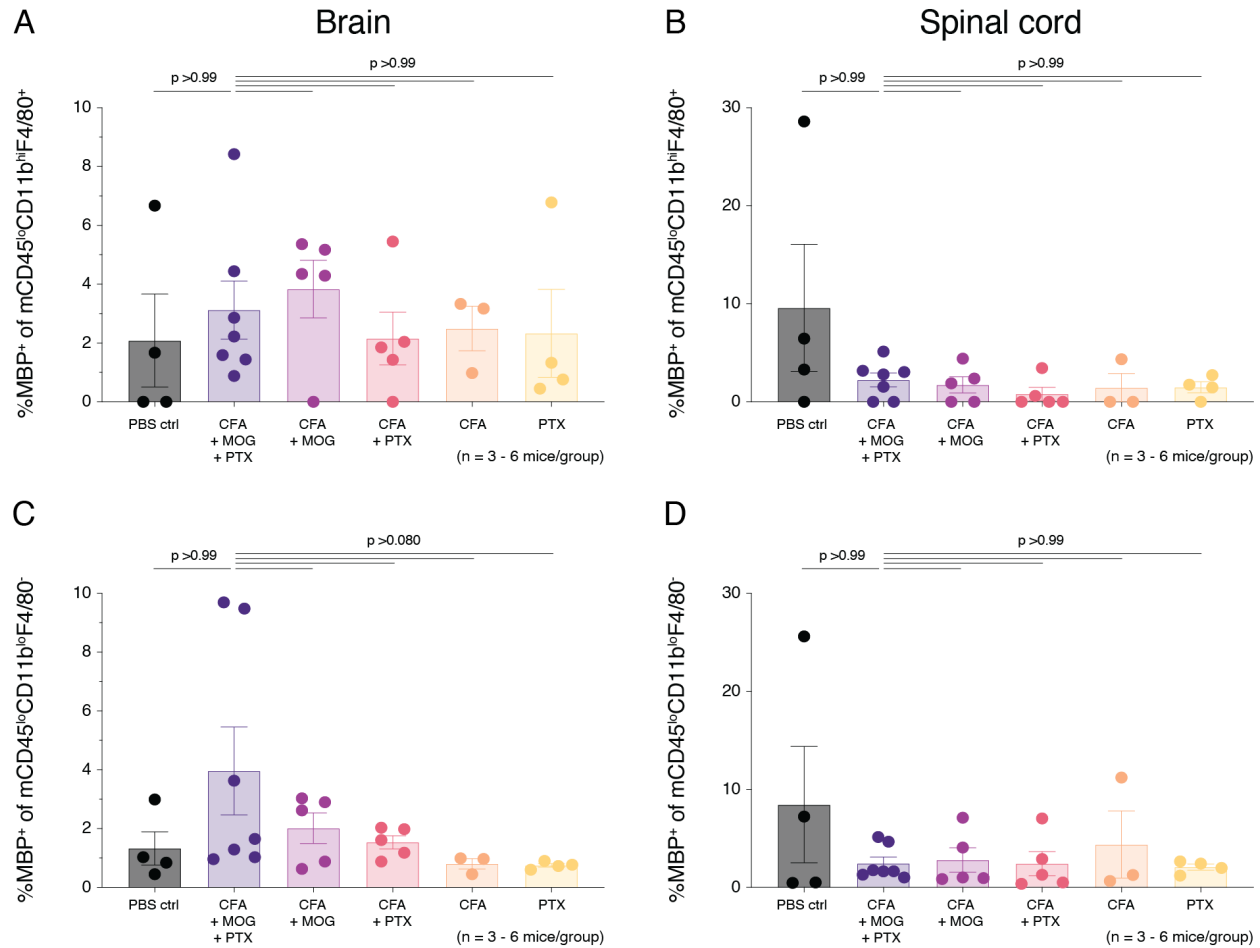 A
Brain
B
Spinal cord
p >0.99
p >0.99
%MBP⁺ of mCD45ˡᵒCD11bʰⁱF4/80⁺
10
8
6
4
2
0
PBS ctrl
CFA
+ MOG
+ PTX
CFA
+ MOG
CFA
+ PTX
CFA
PTX
(n = 3 - 6 mice/group)
p >0.99
p >0.99
%MBP⁺ of mCD45ˡᵒCD11bʰⁱF4/80⁺
30
20
10
0
PBS ctrl
CFA
+ MOG
+ PTX
CFA
+ MOG
CFA
+ PTX
CFA
PTX
(n = 3 - 6 mice/group)
C
D
p >0.99
p >0.080
%MBP⁺ of mCD45ˡᵒCD11bˡᵒF4/80⁻
10
8
6
4
2
0
PBS ctrl
CFA
+ MOG
+ PTX
CFA
+ MOG
CFA
+ PTX
CFA
PTX
(n = 3 - 6 mice/group)
p >0.99
p >0.99
%MBP⁺ of mCD45ˡᵒCD11bˡᵒF4/80⁻
30
20
10
0
PBS ctrl
CFA
+ MOG
+ PTX
CFA
+ MOG
CFA
+ PTX
CFA
PTX
(n = 3 - 6 mice/group)